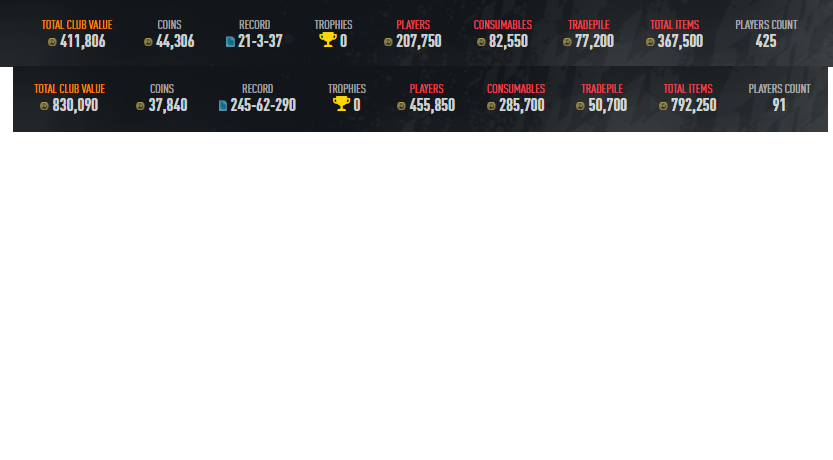 TOTAL CLUB VALUE COINS RECORD TROPHIES PLAYERS CONSUMABLES TRADEPILE TOTAL ITEMS PLAYERS COUNT
411,806 44,306 21-3-37 0 207,750 82,550 77,200 367,500 425
TOTAL CLUB VALUE COINS RECORD TROPHIES PLAYERS CONSUMABLES TRADEPILE TOTAL ITEMS PLAYERS COUNT
830,090 37,840 245-62-290 0 455,850 285,700 50,700 792,250 91